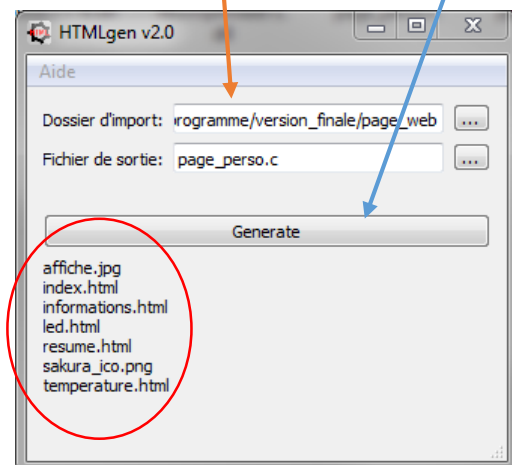 HTMLgen v2.0
Aide
Dossier d'import: rogramme/version_finale/page_web ...
Fichier de sortie: page_perso.c ...
Generate
affiche.jpg
index.html
informations.html
led.html
resume.html
sakura_ico.png
temperature.html